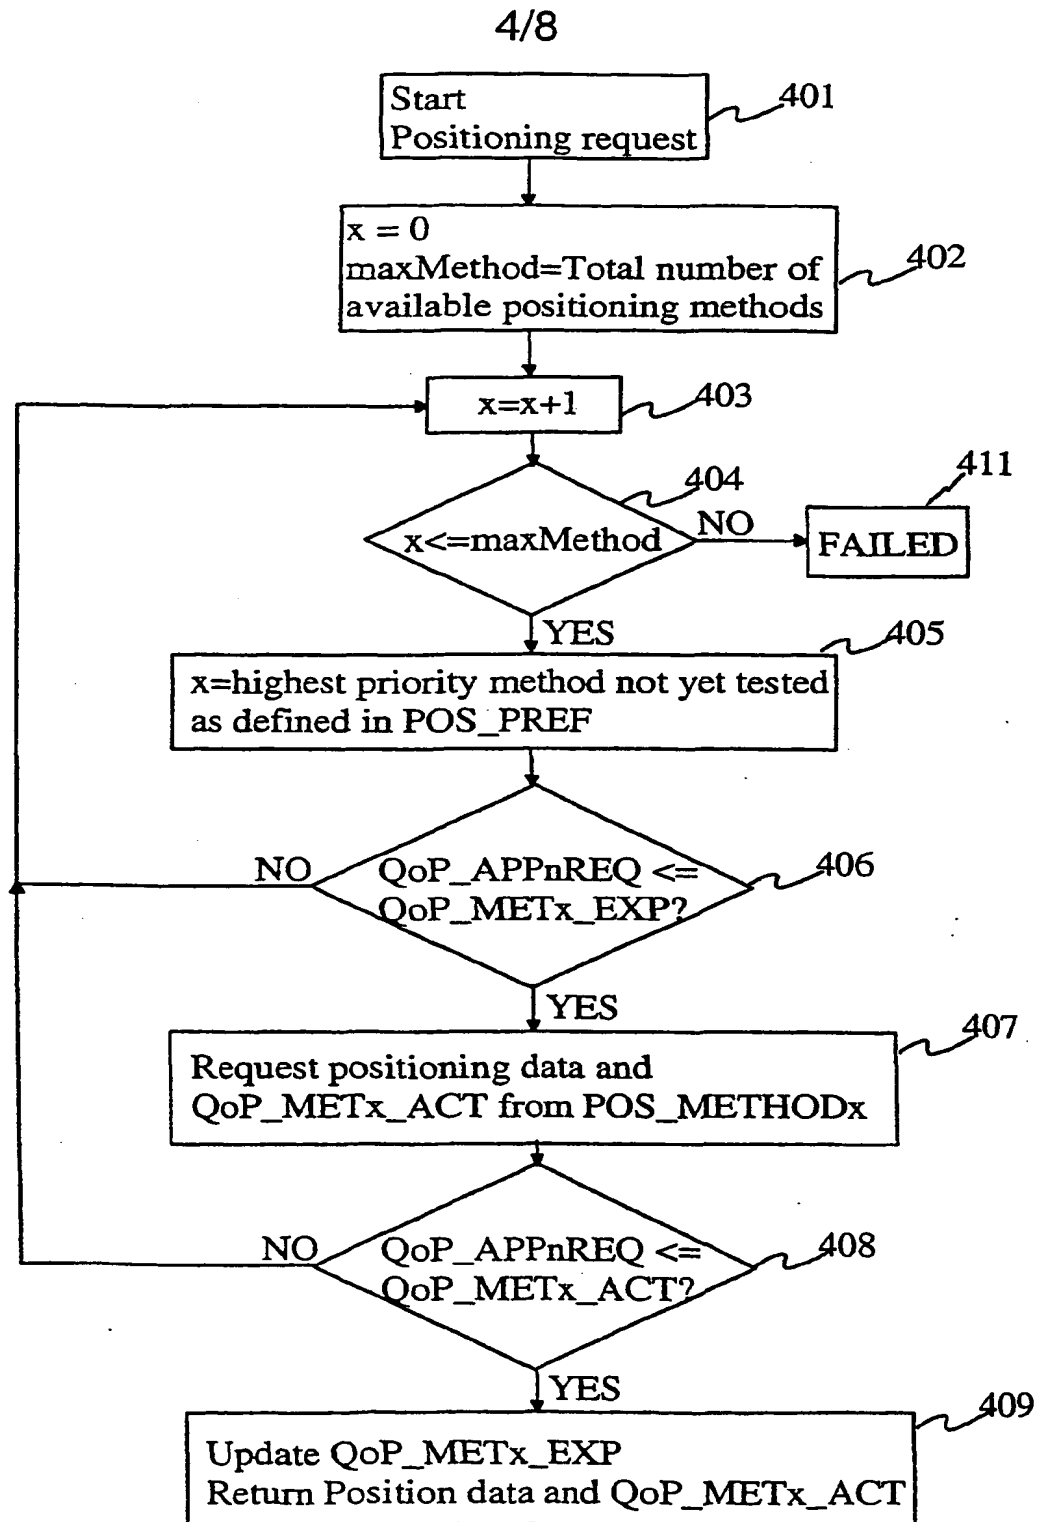 4/8
Start
Positioning request
401
x = 0
maxMethod=Total number of
available positioning methods
402
x=x+1
403
404
x<=maxMethod
NO
411
FAILED
YES
405
x=highest priority method not yet tested
as defined in POS_PREF
NO
QoP_APPnREQ <=
QoP_METx_EXP?
406
YES
407
Request positioning data and
QoP_METx_ACT from POS_METHODx
NO
QoP_APPnREQ <=
QoP_METx_ACT?
408
YES
409
Update QoP_METx_EXP
Return Position data and QoP_METx_ACT